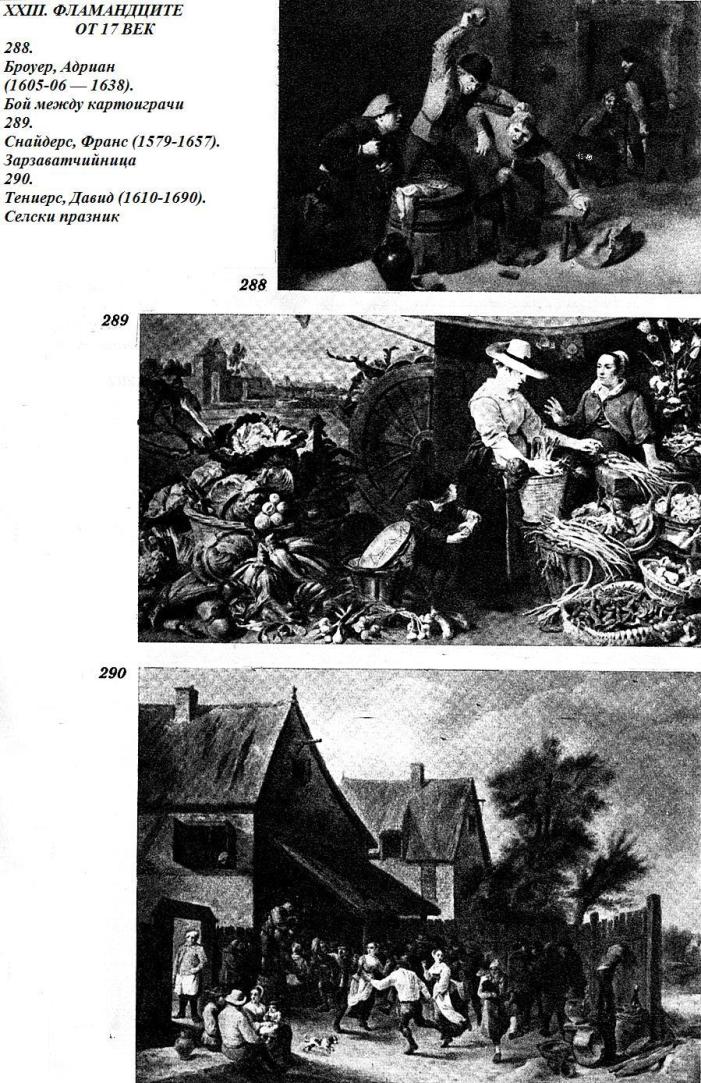 XXIII. ФЛАМАНДЦИТЕ
ОТ 17 ВЕК
288.
Броуер, Адриан
(1605-06 — 1638).
Бой между картоиграчи
289.
Снайдерс, Франс (1579-1657).
Зарзаватчийница
290.
Тениерс, Давид (1610-1690).
Селски празник
288
289
290